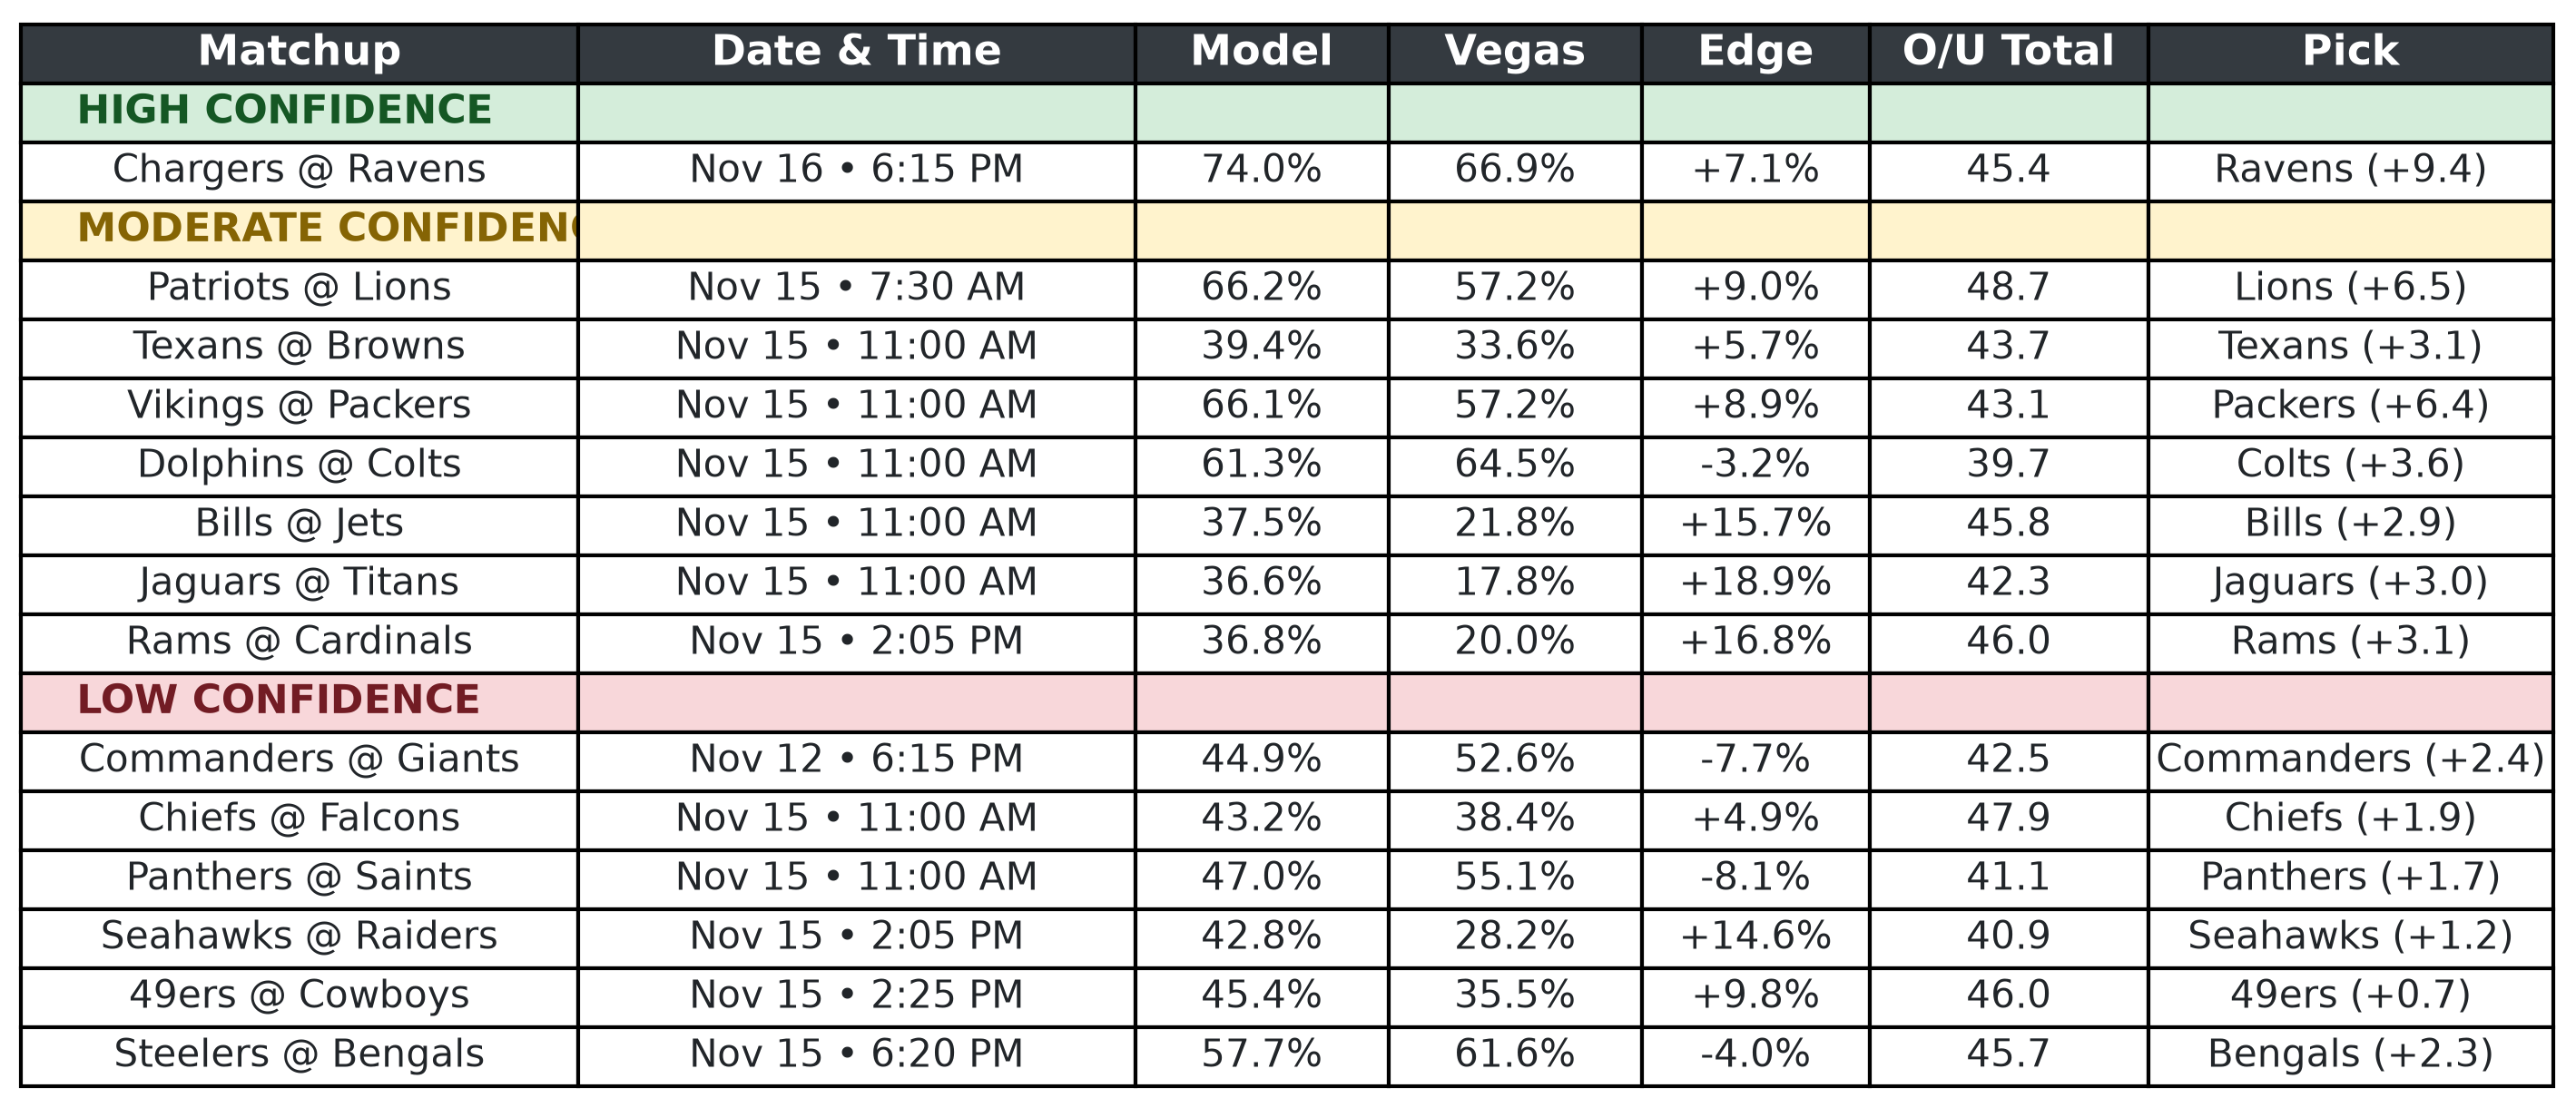 Matchup Date & Time Model Vegas Edge O/U Total Pick
HIGH CONFIDENCE
Chargers @ Ravens Nov 16 • 6:15 PM 74.0% 66.9% +7.1% 45.4 Ravens (+9.4)
MODERATE CONFIDENC
Patriots @ Lions Nov 15 • 7:30 AM 66.2% 57.2% +9.0% 48.7 Lions (+6.5)
Texans @ Browns Nov 15 • 11:00 AM 39.4% 33.6% +5.7% 43.7 Texans (+3.1)
Vikings @ Packers Nov 15 • 11:00 AM 66.1% 57.2% +8.9% 43.1 Packers (+6.4)
Dolphins @ Colts Nov 15 • 11:00 AM 61.3% 64.5% -3.2% 39.7 Colts (+3.6)
Bills @ Jets Nov 15 • 11:00 AM 37.5% 21.8% +15.7% 45.8 Bills (+2.9)
Jaguars @ Titans Nov 15 • 11:00 AM 36.6% 17.8% +18.9% 42.3 Jaguars (+3.0)
Rams @ Cardinals Nov 15 • 2:05 PM 36.8% 20.0% +16.8% 46.0 Rams (+3.1)
LOW CONFIDENCE
Commanders @ Giants Nov 12 • 6:15 PM 44.9% 52.6% -7.7% 42.5 Commanders (+2.4)
Chiefs @ Falcons Nov 15 • 11:00 AM 43.2% 38.4% +4.9% 47.9 Chiefs (+1.9)
Panthers @ Saints Nov 15 • 11:00 AM 47.0% 55.1% -8.1% 41.1 Panthers (+1.7)
Seahawks @ Raiders Nov 15 • 2:05 PM 42.8% 28.2% +14.6% 40.9 Seahawks (+1.2)
49ers @ Cowboys Nov 15 • 2:25 PM 45.4% 35.5% +9.8% 46.0 49ers (+0.7)
Steelers @ Bengals Nov 15 • 6:20 PM 57.7% 61.6% -4.0% 45.7 Bengals (+2.3)